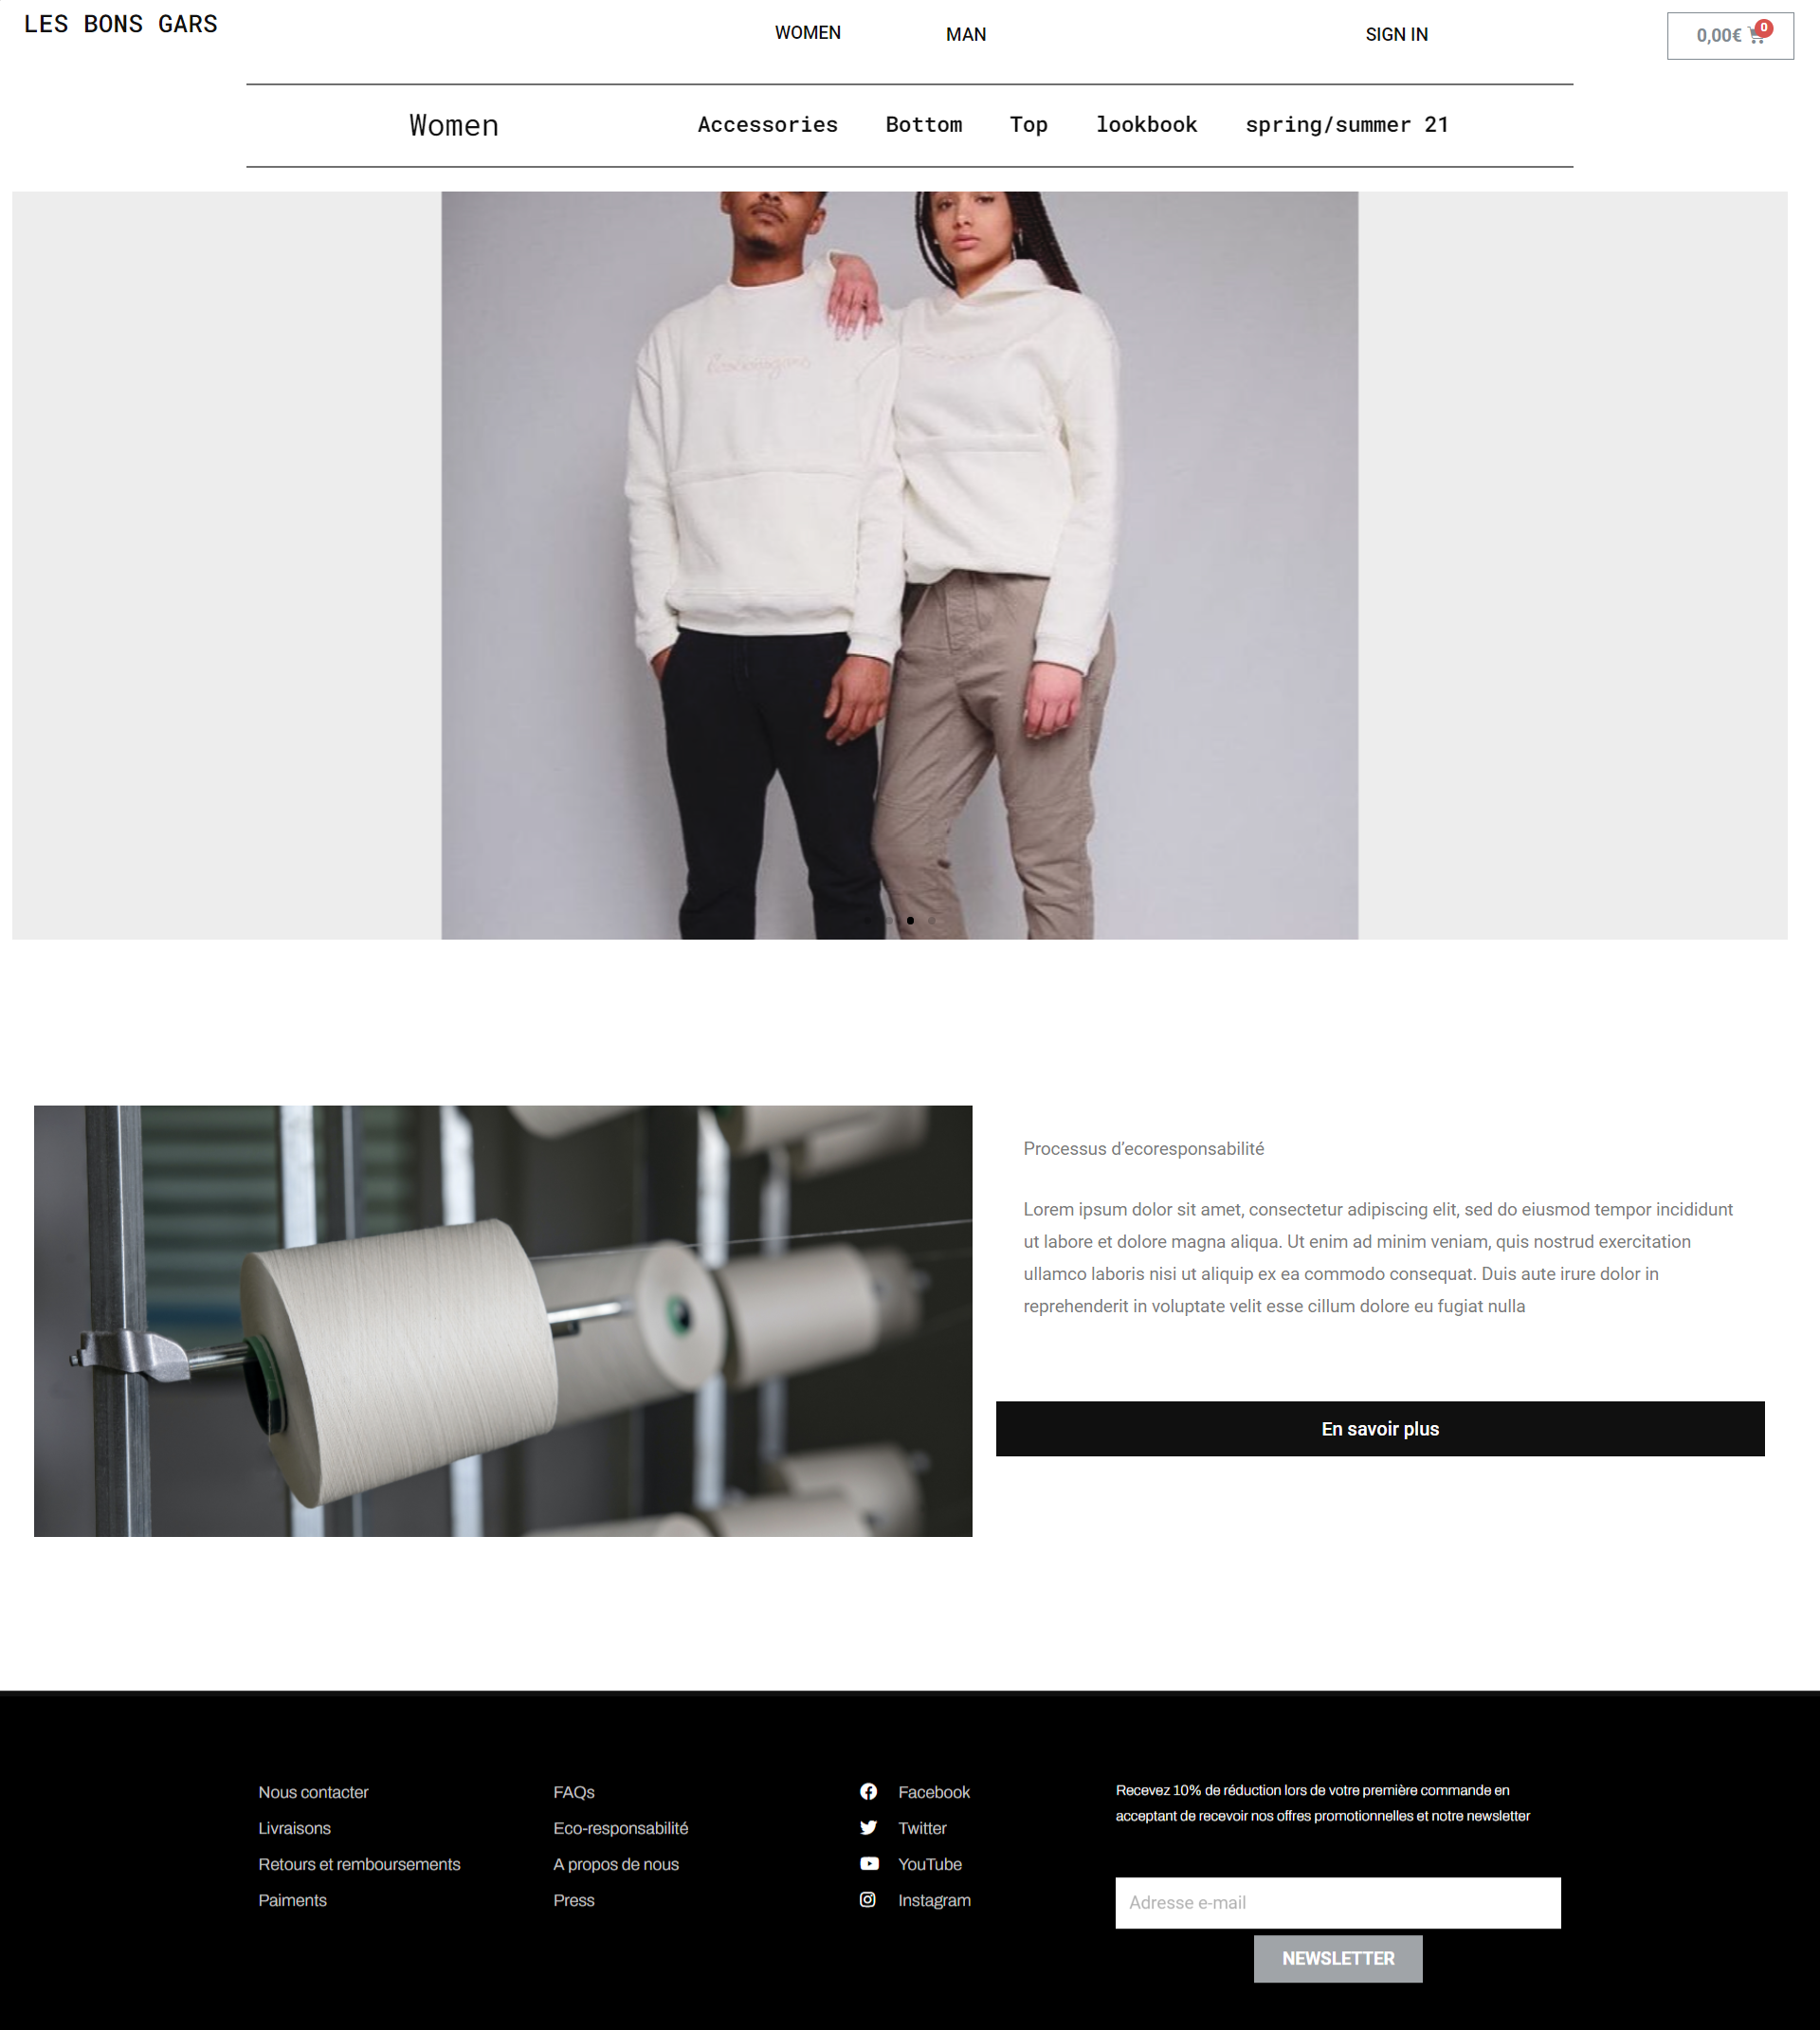 LES BONS GARS
WOMEN
MAN
SIGN IN
0,00€
0
Women
Accessories
Bottom
Top
lookbook
spring/summer 21
Processus d’ecoresponsabilité
Lorem ipsum dolor sit amet, consectetur adipiscing elit, sed do eiusmod tempor incididunt
ut labore et dolore magna aliqua. Ut enim ad minim veniam, quis nostrud exercitation
ullamco laboris nisi ut aliquip ex ea commodo consequat. Duis aute irure dolor in
reprehenderit in voluptate velit esse cillum dolore eu fugiat nulla
En savoir plus
Nous contacter
Livraisons
Retours et remboursements
Paiments
FAQs
Eco-responsabilité
A propos de nous
Press
Facebook
Twitter
YouTube
Instagram
Recevez 10% de réduction lors de votre première commande en
acceptant de recevoir nos offres promotionnelles et notre newsletter
Adresse e-mail
NEWSLETTER